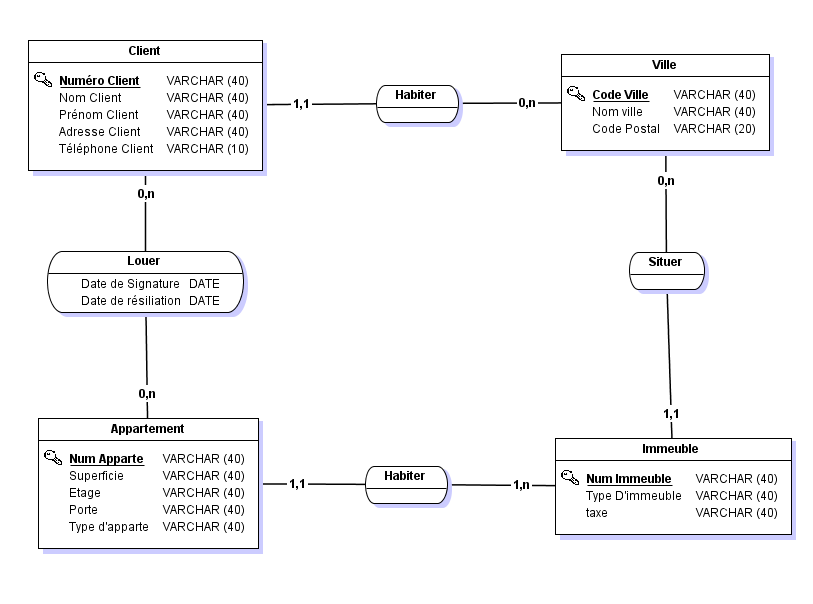 Client
Numéro Client VARCHAR (40)
Nom Client VARCHAR (40)
Prénom Client VARCHAR (40)
Adresse Client VARCHAR (40)
Téléphone Client VARCHAR (10)
1,1
Habiter
0,n
Ville
Code Ville VARCHAR (40)
Nom ville VARCHAR (40)
Code Postal VARCHAR (20)
0,n
0,n
Louer
Date de Signature DATE
Date de résiliation DATE
Situer
0,n
1,1
Appartement
Num Apparte VARCHAR (40)
Superficie VARCHAR (40)
Etage VARCHAR (40)
Porte VARCHAR (40)
Type d'apparte VARCHAR (40)
1,1
Habiter
1,n
Immeuble
Num Immeuble VARCHAR (40)
Type D'immeuble VARCHAR (40)
taxe VARCHAR (40)